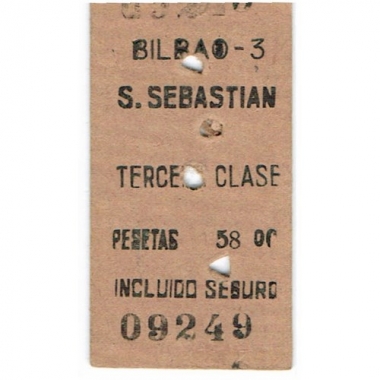 BILBAO-3
S. SEBASTIAN
TERCERA CLASE
PESETAS 58 00
INCLUIDO SEGURO
09249